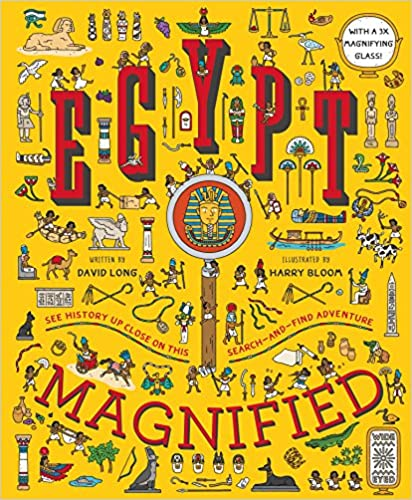 WITH A 3X
MAGNIFYING
GLASS!
EGYPT
WRITTEN BY
DAVID LONG
ILLUSTRATED BY
HARRY BLOOM
SEE HISTORY UP CLOSE ON THIS
SEARCH-AND-FIND ADVENTURE
MAGNIFIED
WIDE
EYED